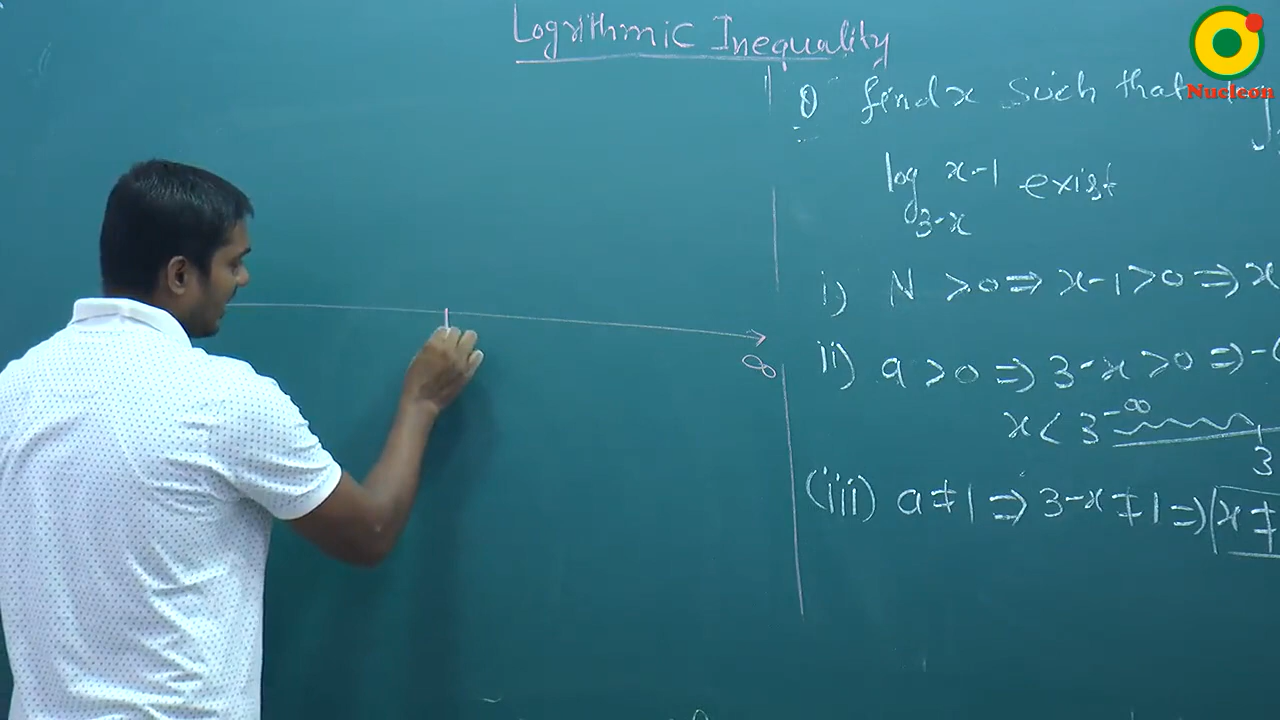 Logrithmic Inequality
Nucleon
Q find x such that
log 3-x x-1 exist
i) N >0 ⇒ x-1>0 ⇒ x
ii) a >0 ⇒ 3-x >0 ⇒ -
x< 3 -∞
3
(iii) a≠1 ⇒ 3-x ≠1 ⇒ x ≠
∞